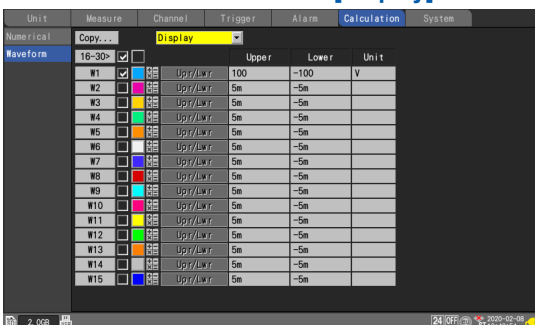 Unit Measure Channel Trigger Alarm Calculation System
Numerical Copy... Display
Waveform 16-30> Upper Lower Unit
W1 Upr/Lwr 100 -100 V
W2 Upr/Lwr 5m -5m
W3 Upr/Lwr 5m -5m
W4 Upr/Lwr 5m -5m
W5 Upr/Lwr 5m -5m
W6 Upr/Lwr 5m -5m
W7 Upr/Lwr 5m -5m
W8 Upr/Lwr 5m -5m
W9 Upr/Lwr 5m -5m
W10 Upr/Lwr 5m -5m
W11 Upr/Lwr 5m -5m
W12 Upr/Lwr 5m -5m
W13 Upr/Lwr 5m -5m
W14 Upr/Lwr 5m -5m
W15 Upr/Lwr 5m -5m
2.0GB 24 OFF 2020-02-08